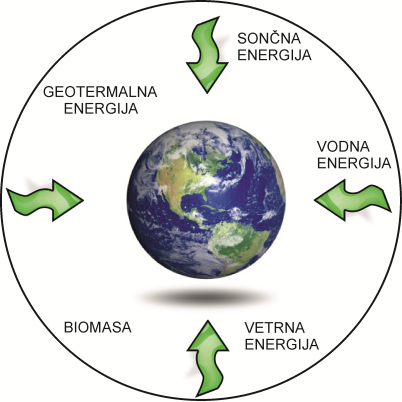 SONČNA
ENERGIJA
GEOTERMALNA
ENERGIJA
VODNA
ENERGIJA
BIOMASA
VETRNA
ENERGIJA